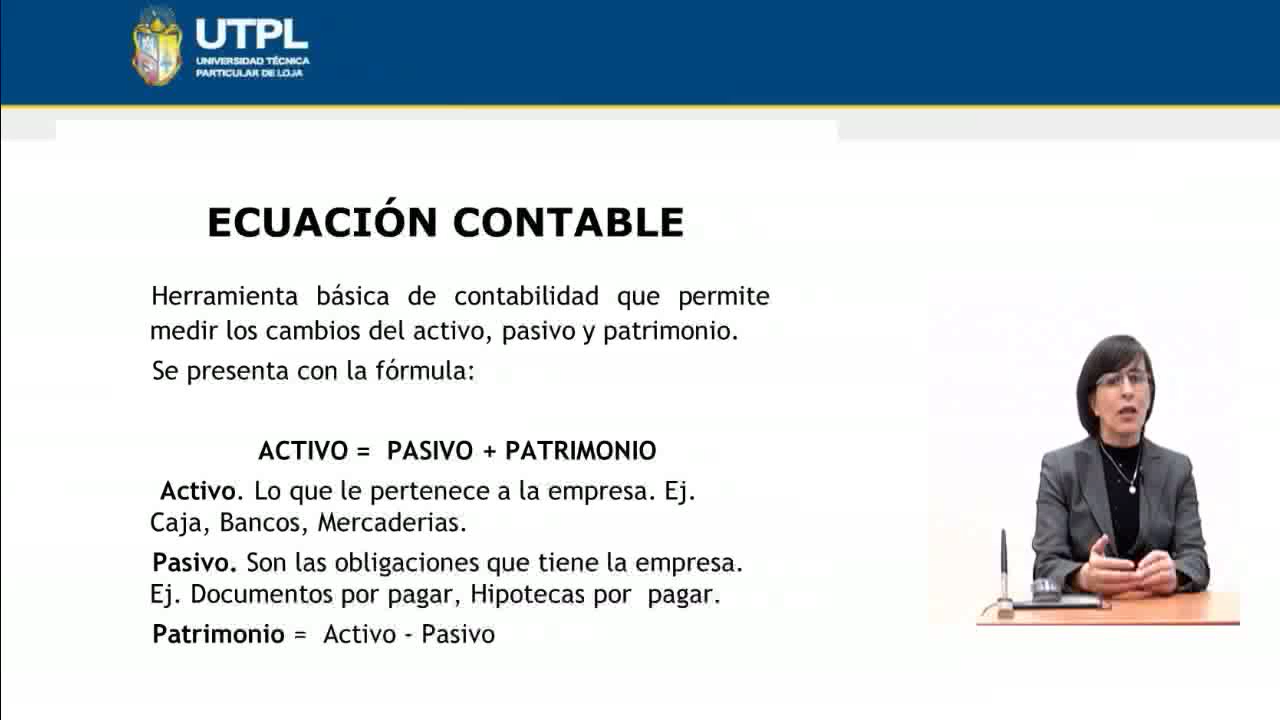 UTPL
UNIVERSIDAD TÉCNICA
PARTICULAR DE LOJA
ECUACIÓN CONTABLE
Herramienta básica de contabilidad que permite
medir los cambios del activo, pasivo y patrimonio.
Se presenta con la fórmula:
ACTIVO = PASIVO + PATRIMONIO
Activo. Lo que le pertenece a la empresa. Ej.
Caja, Bancos, Mercaderias.
Pasivo. Son las obligaciones que tiene la empresa.
Ej. Documentos por pagar, Hipotecas por pagar.
Patrimonio = Activo - Pasivo